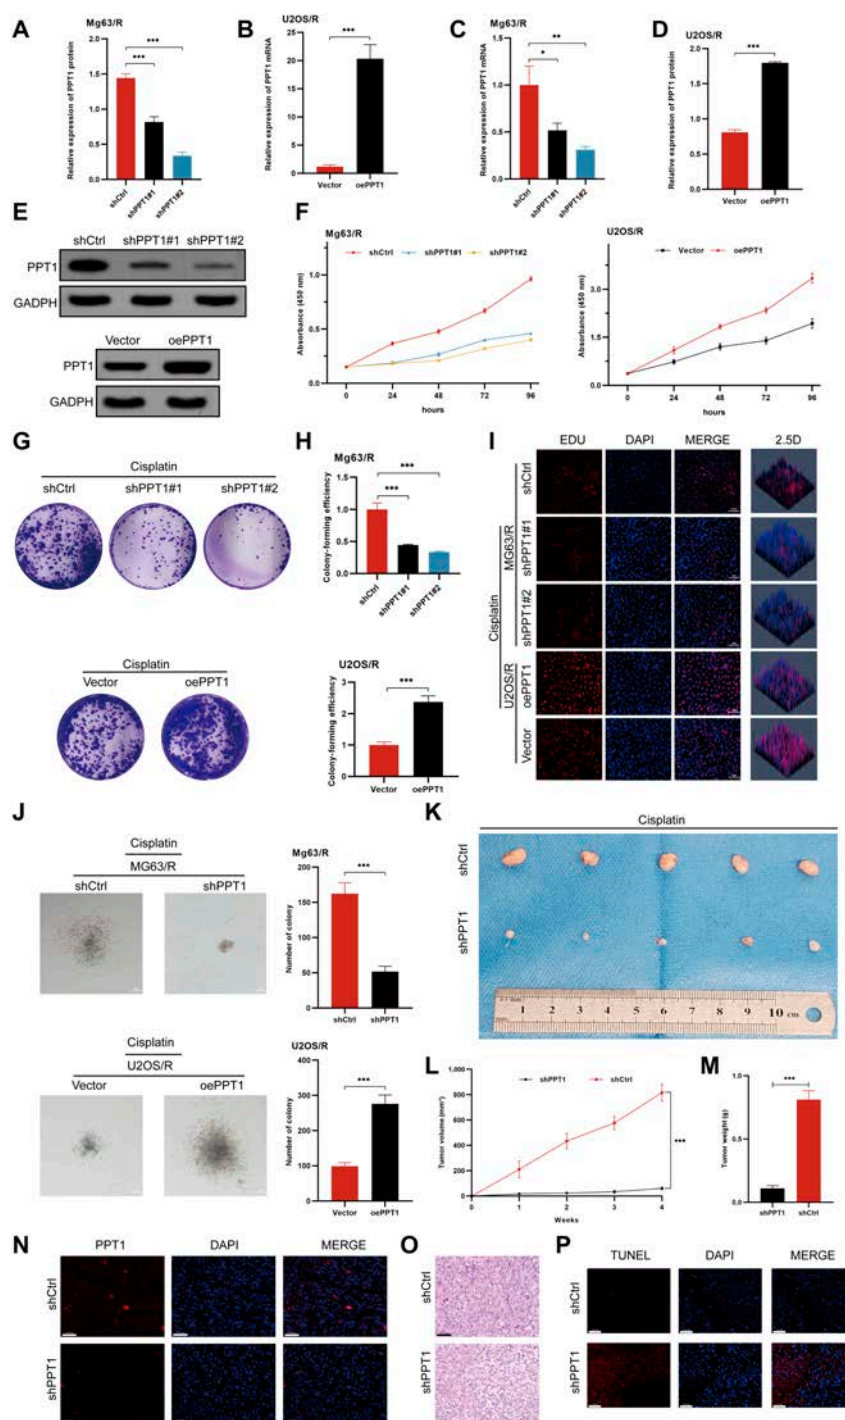 A
Mg63/R
Relative expression of PPT1 protein
2.0
1.5
1.0
0.5
0.0
***
***
shCtrl
shPPT1#1
shPPT1#2
B
U2OS/R
Relative expression of PPT1 mRNA
25
20
15
10
5
0
***
Vector
oePPT1
C
Mg63/R
Relative expression of PPT1 mRNA
1.5
1.0
0.5
0.0
**
*
shCtrl
shPPT1#1
shPPT1#2
D
U2OS/R
Relative expression of PPT1 protein
2.0
1.5
1.0
0.5
0.0
***
Vector
oePPT1
E
shCtrl shPPT1#1 shPPT1#2
PPT1
GADPH
Vector oePPT1
PPT1
GADPH
F
Mg63/R
shCtrl shPPT1#1 shPPT1#2
Absorbance (450 nm)
1.0
0.5
0.0
0 24 48 72 96
hours
U2OS/R
Vector oePPT1
Absorbance (450 nm)
3.0
1.5
0.0
0 24 48 72 96
hours
G
Cisplatin
shCtrl shPPT1#1 shPPT1#2
Cisplatin
Vector oePPT1
H
Mg63/R
Colony-forming efficiency
1.5
1.0
0.5
0.0
***
***
shCtrl
shPPT1#1
shPPT1#2
U2OS/R
Colony-forming efficiency
3
2
1
0
***
Vector
oePPT1
I
EDU DAPI MERGE 2.5D
Cisplatin
MG63/R
shCtrl
shPPT1#1
shPPT1#2
U2OS/R
oePPT1
Vector
J
Cisplatin
MG63/R
shCtrl shPPT1
Mg63/R
Number of colony
200
150
100
50
0
***
shCtrl shPPT1
Cisplatin
U2OS/R
Vector oePPT1
U2OS/R
Number of colony
400
300
200
100
0
***
Vector oePPT1
K
Cisplatin
shCtrl
shPPT1
1 2 3 4 5 6 7 8 9 10 cm
L
shPPT1 shCtrl
Tumor volume (mm³)
1,000
800
600
400
200
0
***
0 1 2 3 4
Weeks
M
Tumor weight (g)
1.0
0.5
0.0
***
shPPT1 shCtrl
N
PPT1 DAPI MERGE
shCtrl
shPPT1
O
shCtrl
shPPT1
P
TUNEL DAPI MERGE
shCtrl
shPPT1